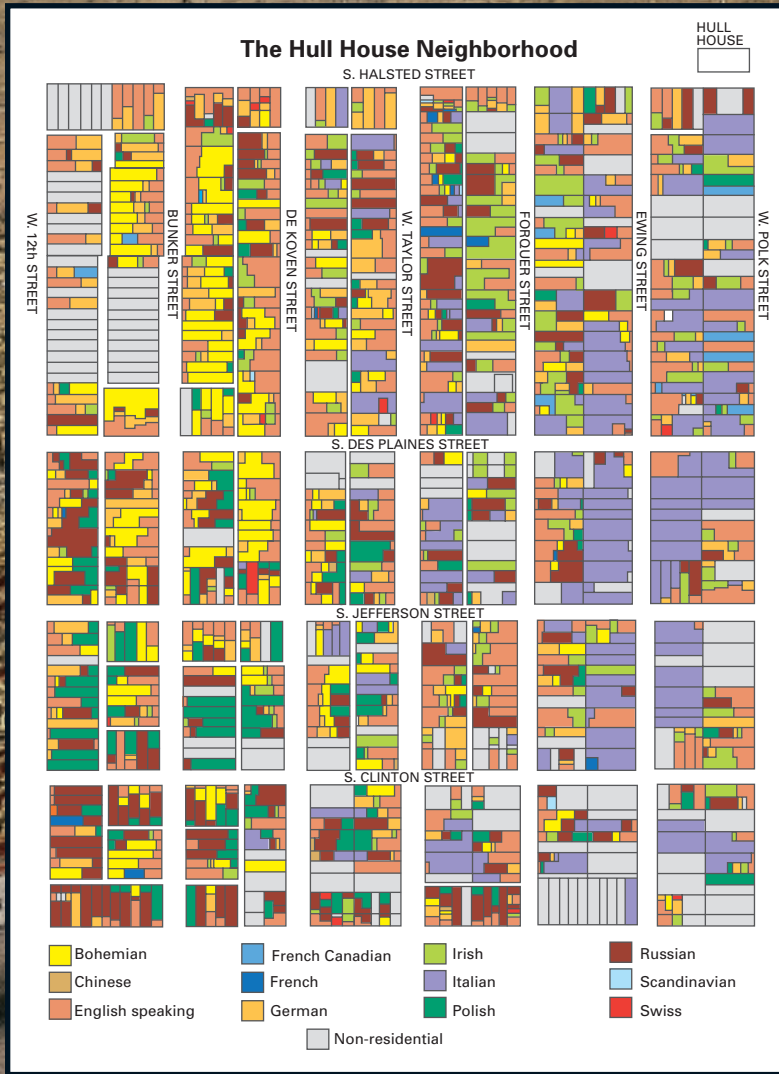 The Hull House Neighborhood
HULL
HOUSE
S. HALSTED STREET
W. 12th STREET
BUNKER STREET
DE KOVEN STREET
W. TAYLOR STREET
FORQUER STREET
EWING STREET
W. POLK STREET
S. DES PLAINES STREET
S. JEFFERSON STREET
S. CLINTON STREET
Bohemian
Chinese
English speaking
French Canadian
French
German
Irish
Italian
Polish
Russian
Scandinavian
Swiss
Non-residential